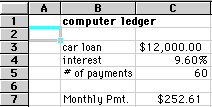 A B C
1 computer ledger
2
3 car loan $12,000.00
4 interest 9.60%
5 # of payments 60
6
7 Monthly Pmt. $252.61